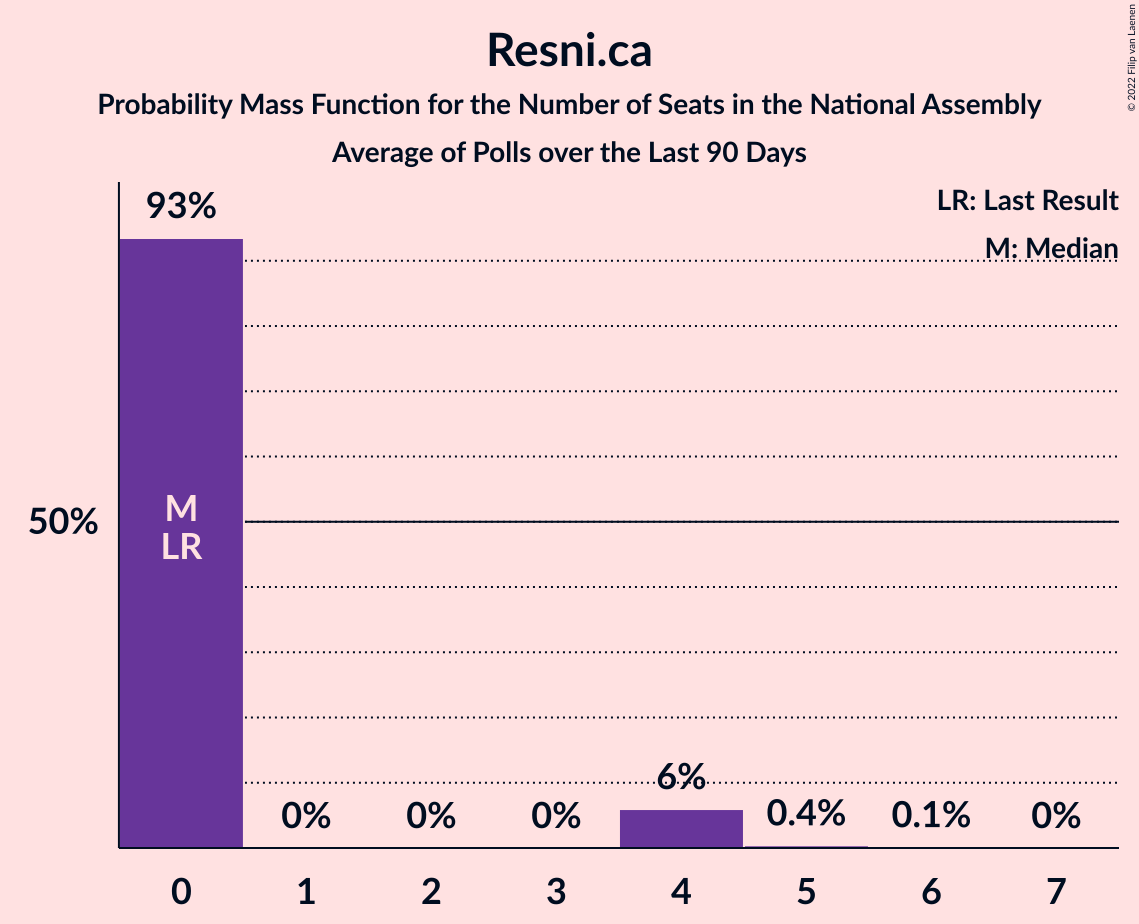 Resni.ca
Probability Mass Function for the Number of Seats in the National Assembly
Average of Polls over the Last 90 Days
© 2022 Filip van Laenen
LR: Last Result
M: Median
93%
M
LR
50%
0%
0%
0%
6%
0.4%
0.1%
0%
0
1
2
3
4
5
6
7